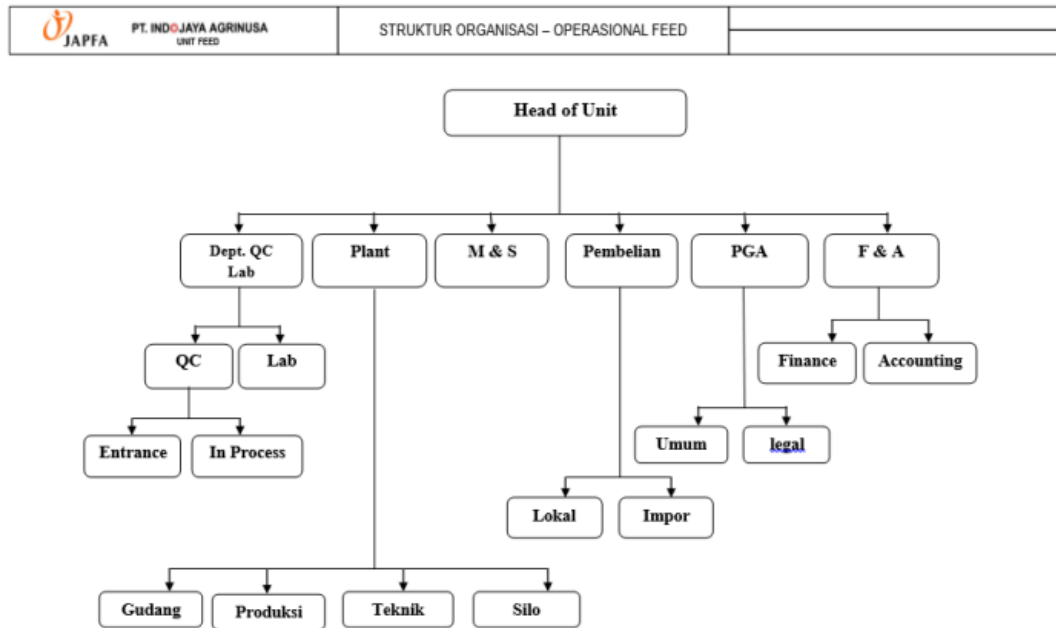 JAPFA
PT. INDOJAYA AGRINUSA
UNIT FEED
STRUKTUR ORGANISASI – OPERASIONAL FEED
Head of Unit
Dept. QC
Lab
Plant
M & S
Pembelian
PGA
F & A
QC
Lab
Finance
Accounting
Entrance
In Process
Umum
legal
Lokal
Impor
Gudang
Produksi
Teknik
Silo